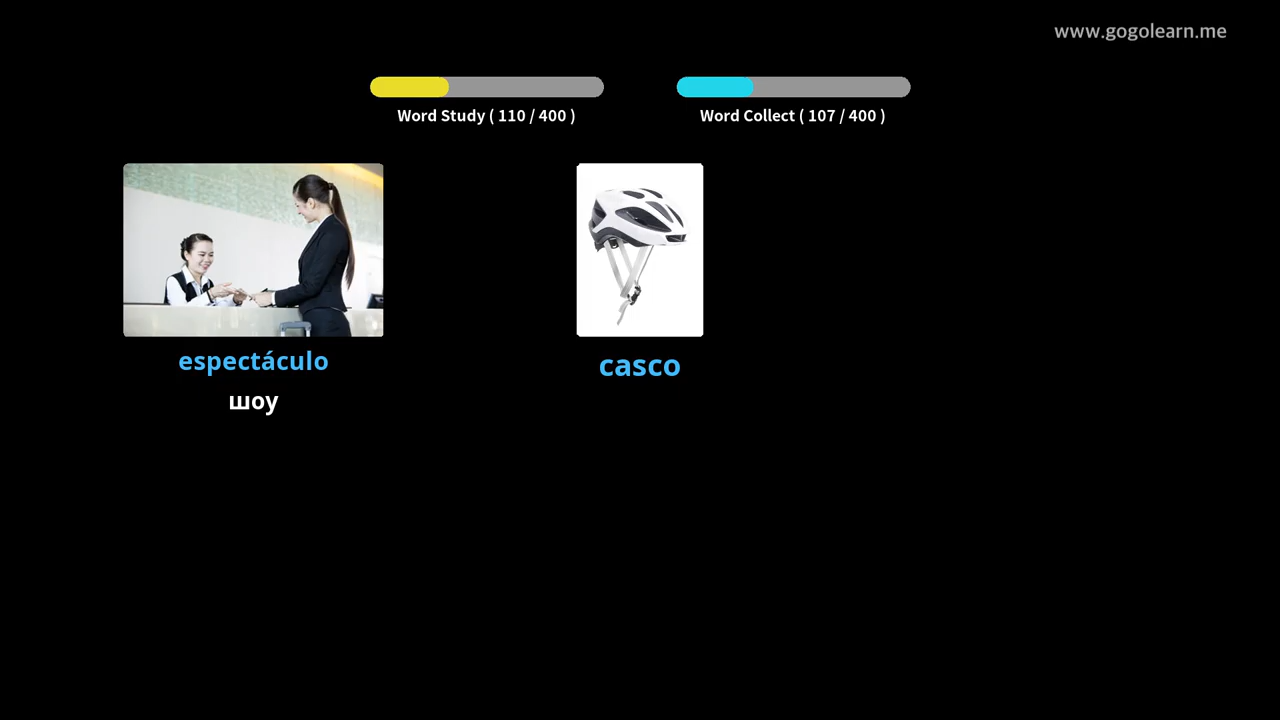 www.gogolearn.me
Word Study ( 110 / 400 )
Word Collect ( 107 / 400 )
espectáculo
шоу
casco